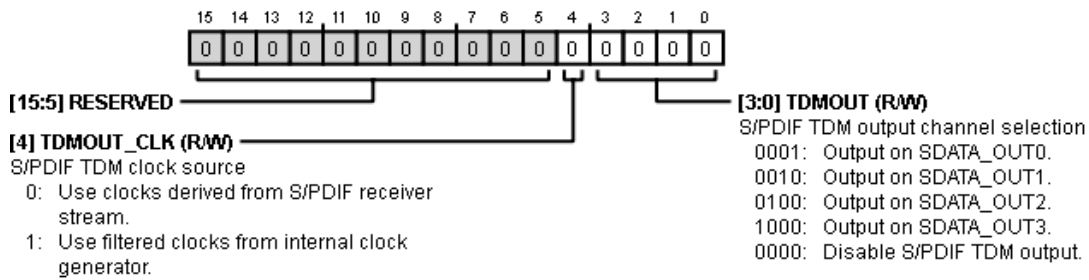 15 14 13 12 11 10 9 8 7 6 5 4 3 2 1 0
0 0 0 0 0 0 0 0 0 0 0 0 0 0 0 0
[15:5] RESERVED
[4] TDMOUT_CLK (R/W)
S/PDIF TDM clock source
0: Use clocks derived from S/PDIF receiver
stream.
1: Use filtered clocks from internal clock
generator.
[3:0] TDMOUT (R/W)
S/PDIF TDM output channel selection
0001: Output on SDATA_OUT0.
0010: Output on SDATA_OUT1.
0100: Output on SDATA_OUT2.
1000: Output on SDATA_OUT3.
0000: Disable S/PDIF TDM output.